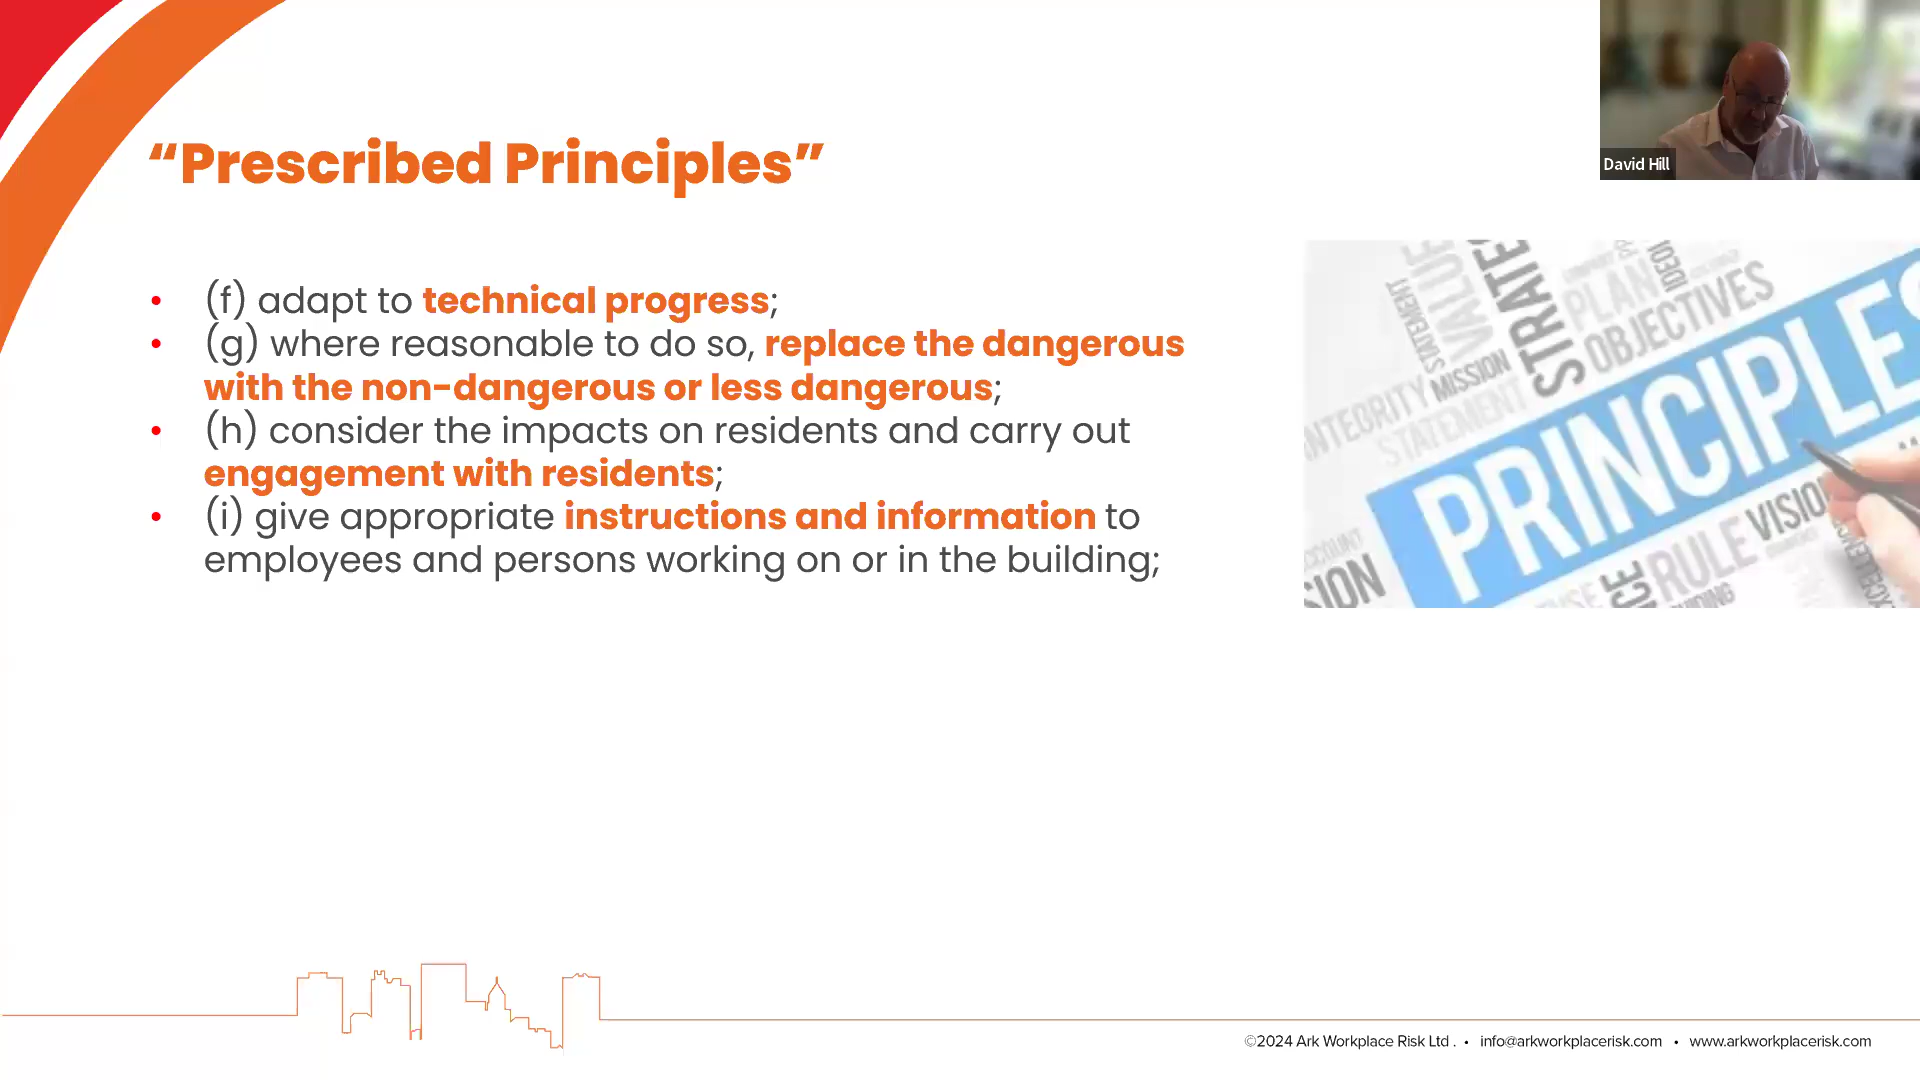 David Hill
“Prescribed Principles”
• (f) adapt to technical progress;
• (g) where reasonable to do so, replace the dangerous
with the non-dangerous or less dangerous;
• (h) consider the impacts on residents and carry out
engagement with residents;
• (i) give appropriate instructions and information to
employees and persons working on or in the building;
STATEMENT
VALUE
STRATE
PLAN
OBJECTIVES
INTEGRITY
MISSION
STATEMENT
PRINCIPLES
VISION
RULE
©2024 Ark Workplace Risk Ltd . • info@arkworkplacerisk.com • www.arkworkplacerisk.com